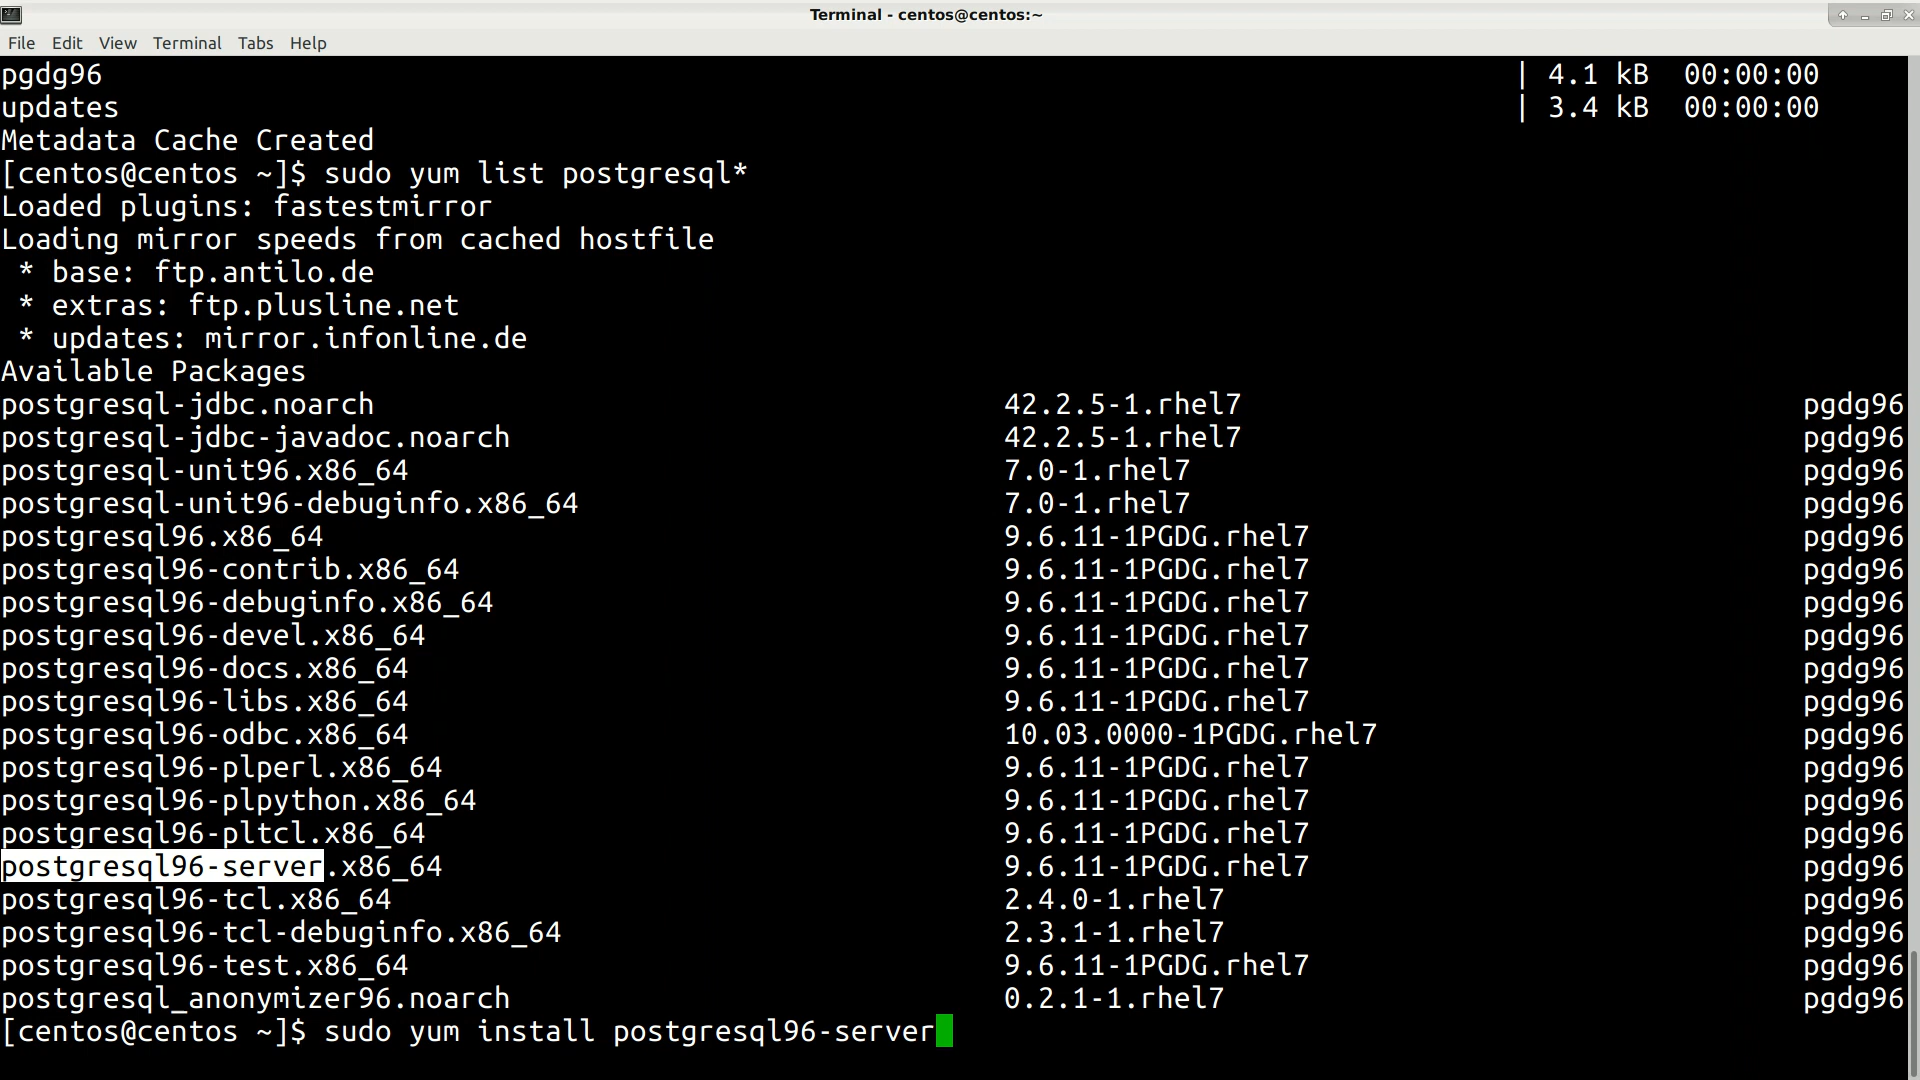 Terminal - centos@centos:~
File Edit View Terminal Tabs Help
pgdg96 | 4.1 kB 00:00:00
updates | 3.4 kB 00:00:00
Metadata Cache Created
[centos@centos ~]$ sudo yum list postgresql*
Loaded plugins: fastestmirror
Loading mirror speeds from cached hostfile
* base: ftp.antilo.de
* extras: ftp.plusline.net
* updates: mirror.infonline.de
Available Packages
postgresql-jdbc.noarch 42.2.5-1.rhel7 pgdg96
postgresql-jdbc-javadoc.noarch 42.2.5-1.rhel7 pgdg96
postgresql-unit96.x86_64 7.0-1.rhel7 pgdg96
postgresql-unit96-debuginfo.x86_64 7.0-1.rhel7 pgdg96
postgresql96.x86_64 9.6.11-1PGDG.rhel7 pgdg96
postgresql96-contrib.x86_64 9.6.11-1PGDG.rhel7 pgdg96
postgresql96-debuginfo.x86_64 9.6.11-1PGDG.rhel7 pgdg96
postgresql96-devel.x86_64 9.6.11-1PGDG.rhel7 pgdg96
postgresql96-docs.x86_64 9.6.11-1PGDG.rhel7 pgdg96
postgresql96-libs.x86_64 9.6.11-1PGDG.rhel7 pgdg96
postgresql96-odbc.x86_64 10.03.0000-1PGDG.rhel7 pgdg96
postgresql96-plperl.x86_64 9.6.11-1PGDG.rhel7 pgdg96
postgresql96-plpython.x86_64 9.6.11-1PGDG.rhel7 pgdg96
postgresql96-pltcl.x86_64 9.6.11-1PGDG.rhel7 pgdg96
postgresql96-server.x86_64 9.6.11-1PGDG.rhel7 pgdg96
postgresql96-tcl.x86_64 2.4.0-1.rhel7 pgdg96
postgresql96-tcl-debuginfo.x86_64 2.3.1-1.rhel7 pgdg96
postgresql96-test.x86_64 9.6.11-1PGDG.rhel7 pgdg96
postgresql_anonymizer96.noarch 0.2.1-1.rhel7 pgdg96
[centos@centos ~]$ sudo yum install postgresql96-server